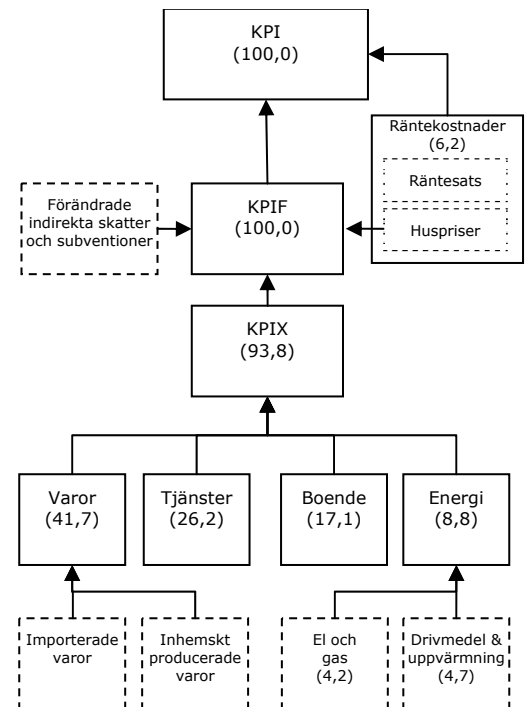 KPI
(100,0)
Räntekostnader
(6,2)
Räntesats
Huspriser
Förändrade
indirekta skatter
och subventioner
KPIF
(100,0)
KPIX
(93,8)
Varor
(41,7)
Tjänster
(26,2)
Boende
(17,1)
Energi
(8,8)
Importerade
varor
Inhemskt
producerade
varor
El och
gas
(4,2)
Drivmedel &
uppvärmning
(4,7)